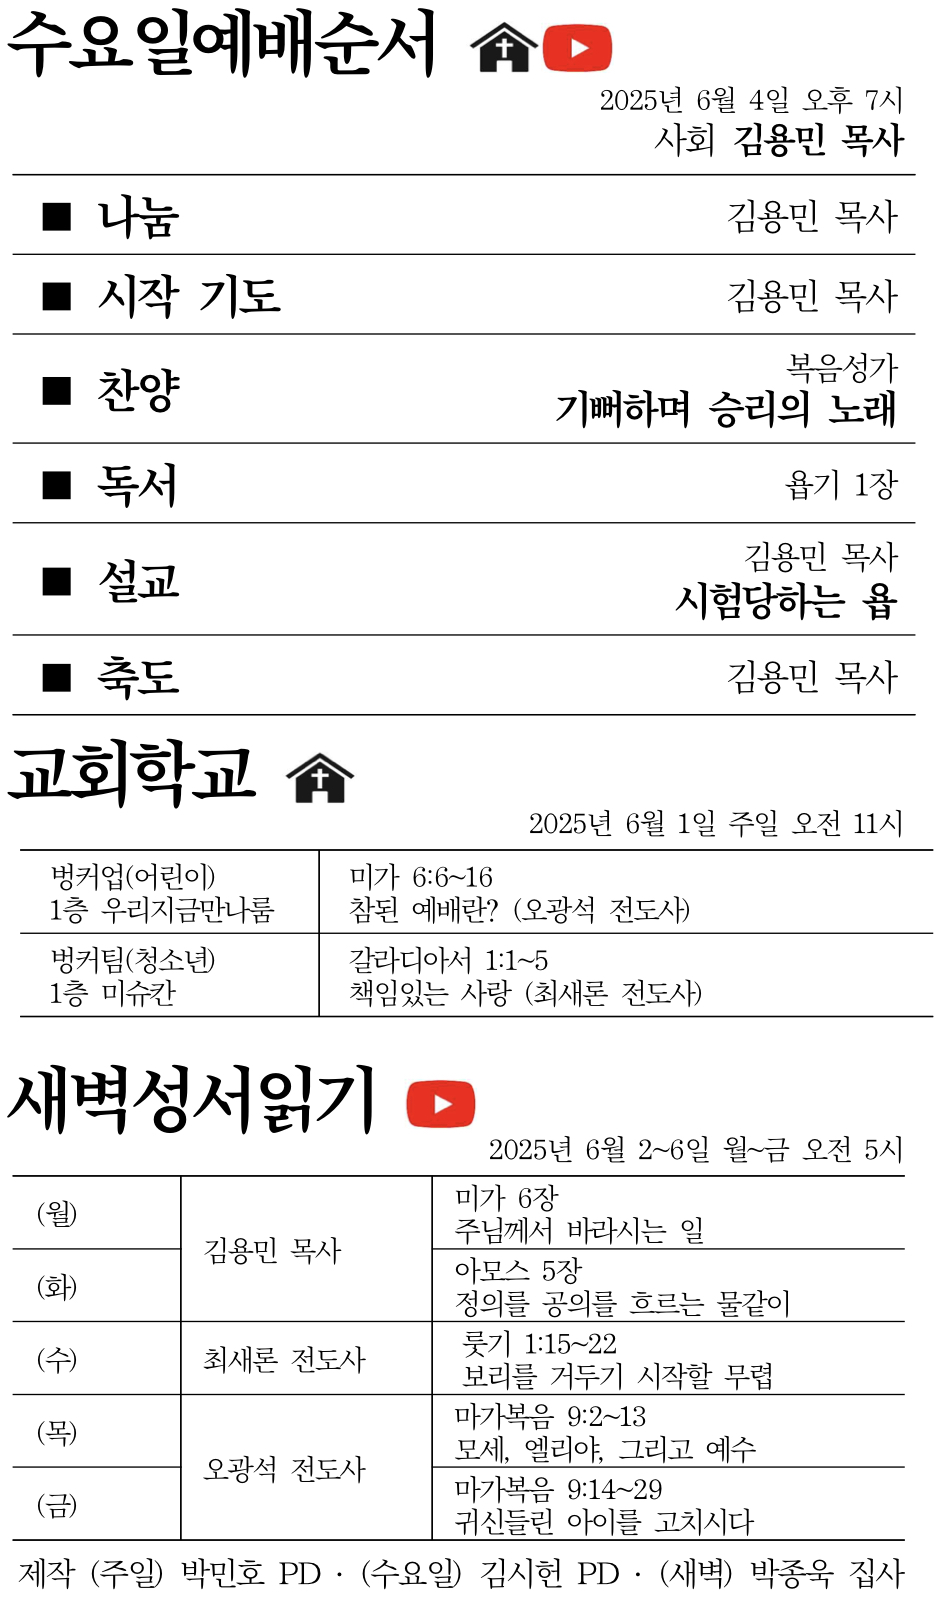 수요일예배순서
2025년 6월 4일 오후 7시
사회 김용민 목사
■ 나눔 김용민 목사
■ 시작 기도 김용민 목사
■ 찬양 복음성가
기뻐하며 승리의 노래
■ 독서 욥기 1장
■ 설교 김용민 목사
시험당하는 욥
■ 축도 김용민 목사
교회학교
2025년 6월 1일 주일 오전 11시
벙커업(어린이)
1층 우리지금만나룸
미가 6:6~16
참된 예배란? (오광석 전도사)
벙커팀(청소년)
1층 미슈칸
갈라디아서 1:1~5
책임있는 사랑 (최새론 전도사)
새벽성서읽기
2025년 6월 2~6일 월~금 오전 5시
(월)
김용민 목사
미가 6장
주님께서 바라시는 일
(화)
아모스 5장
정의를 공의를 흐르는 물같이
(수)
최새론 전도사
룻기 1:15~22
보리를 거두기 시작할 무렵
(목)
오광석 전도사
마가복음 9:2~13
모세, 엘리야, 그리고 예수
(금)
마가복음 9:14~29
귀신들린 아이를 고치시다
제작 (주일) 박민호 PD · (수요일) 김시헌 PD · (새벽) 박종욱 집사